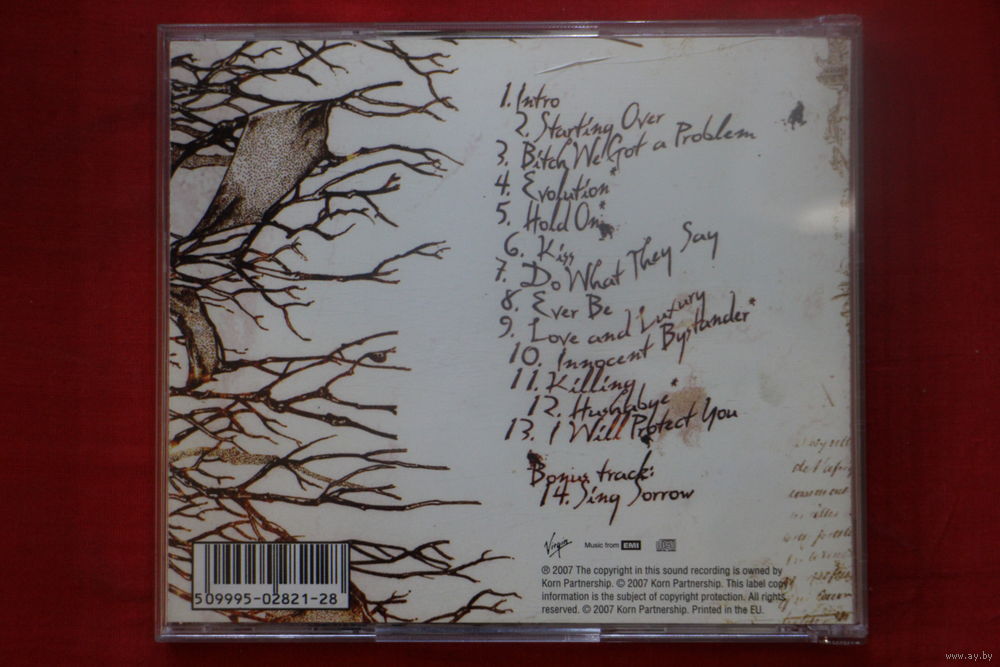 1. Intro
2. Starting Over
3. Bitch We Got a Problem
4. Evolution*
5. Hold On*
6. Kiss
7. Do What They Say
8. Ever Be
9. Love and Luxury
10. Innocent Bystander*
11. Killing
12. Hushabye*
13. I Will Protect You
Bonus track:
14. Sing Sorrow
Virgin Music from EMI
℗ 2007 The copyright in this sound recording is owned by
Korn Partnership. © 2007 Korn Partnership. This label copy
information is the subject of copyright protection. All rights
reserved. © 2007 Korn Partnership. Printed in the EU.
5 09995-02821-28
www.ay.by